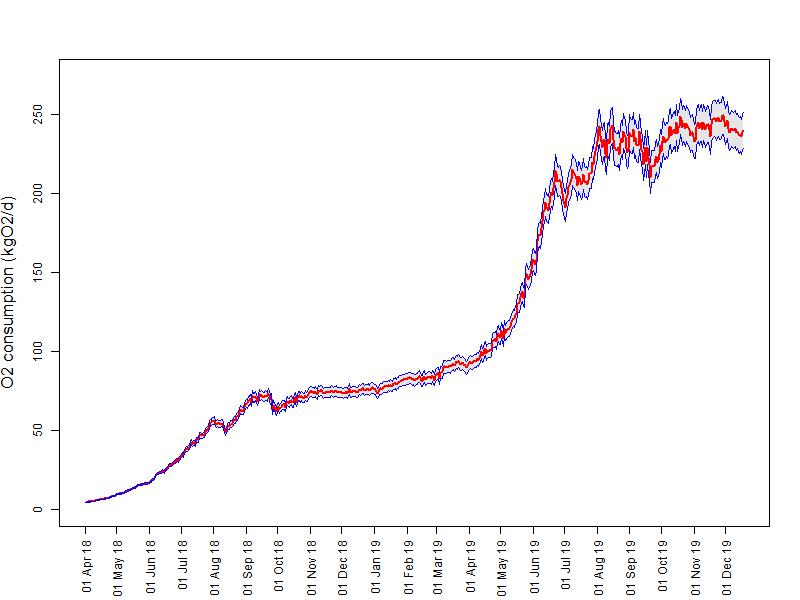 O2 consumption (kgO2/d)
250
200
150
100
50
0
01 Apr 18
01 May 18
01 Jun 18
01 Jul 18
01 Aug 18
01 Sep 18
01 Oct 18
01 Nov 18
01 Dec 18
01 Jan 19
01 Feb 19
01 Mar 19
01 Apr 19
01 May 19
01 Jun 19
01 Jul 19
01 Aug 19
01 Sep 19
01 Oct 19
01 Nov 19
01 Dec 19